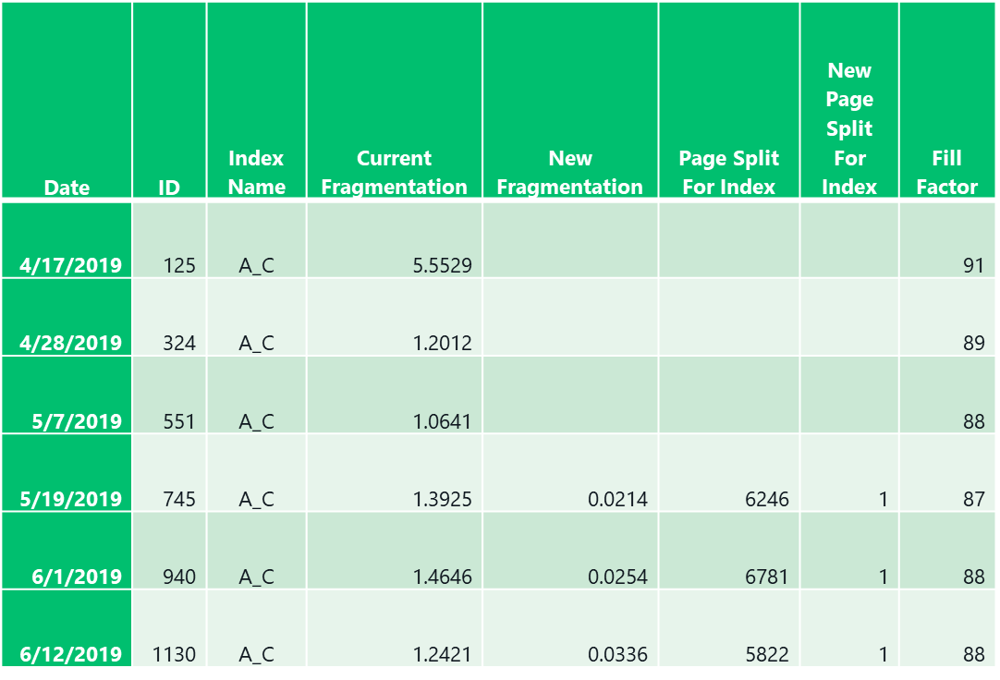 Date ID Index Name Current Fragmentation New Fragmentation Page Split For Index New Page Split For Index Fill Factor
4/17/2019 125 A_C 5.5529 91
4/28/2019 324 A_C 1.2012 89
5/7/2019 551 A_C 1.0641 88
5/19/2019 745 A_C 1.3925 0.0214 6246 1 87
6/1/2019 940 A_C 1.4646 0.0254 6781 1 88
6/12/2019 1130 A_C 1.2421 0.0336 5822 1 88